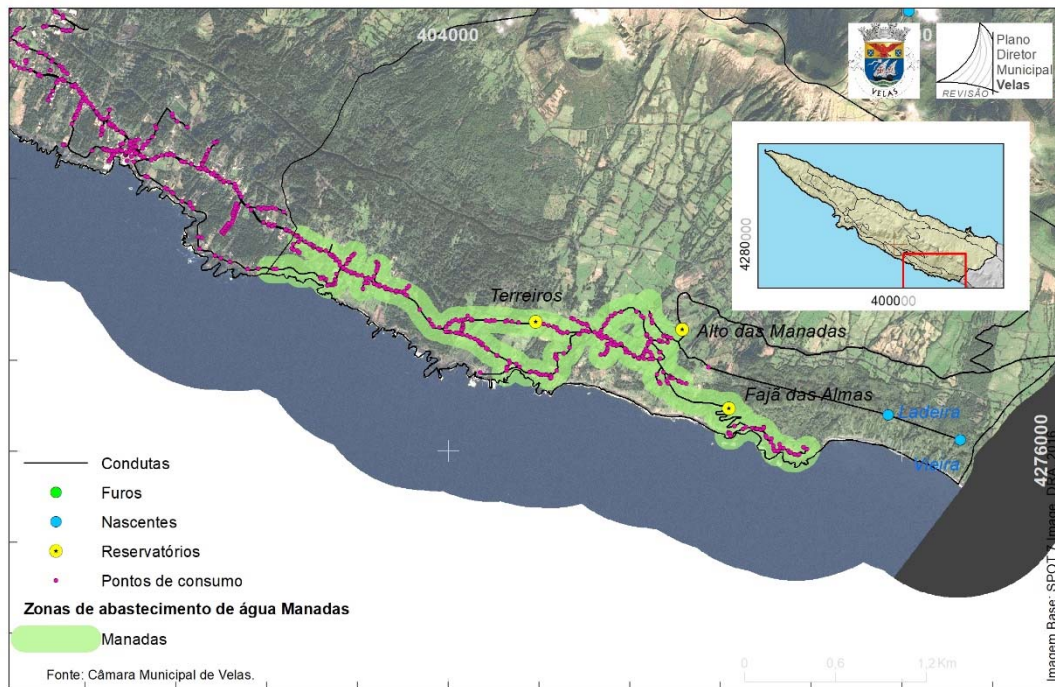 404000
VELAS
Plano
Diretor
Municipal
Velas
REVISÃO
4280000
400000
Terreiros
Alto das Manadas
Fajã das Almas
Ladeira
Vieira
4276000
Condutas
Furos
Nascentes
Reservatórios
Pontos de consumo
Zonas de abastecimento de água Manadas
Manadas
Fonte: Câmara Municipal de Velas.
0 0,6 1,2 Km
Imagem Base: SPOT 7 Image,